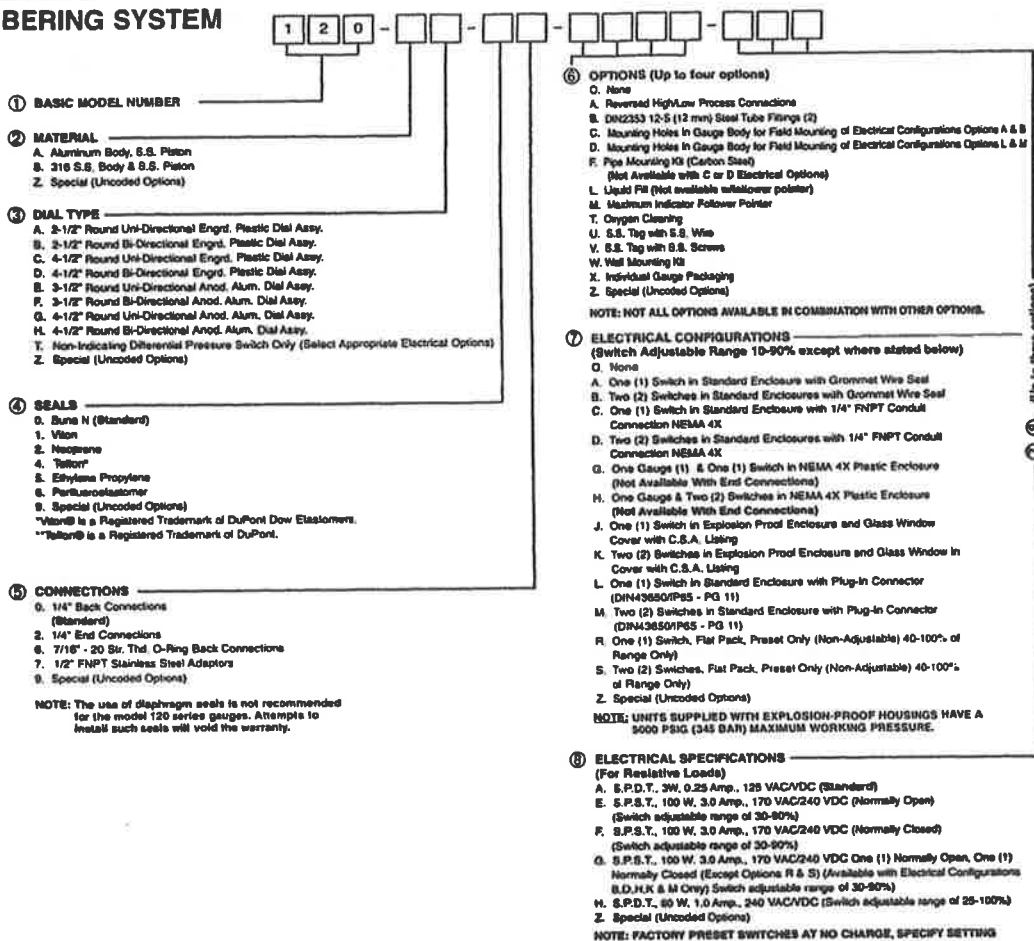 BERING SYSTEM
1 2 0 - - - -
① BASIC MODEL NUMBER
② MATERIAL
A. Aluminum Body, S.S. Piston
B. 316 S.S. Body & S.S. Piston
Z. Special (Uncoded Options)
③ DIAL TYPE
A. 2-1/2" Round Uni-Directional Engrd. Plastic Dial Assy.
B. 2-1/2" Round Bi-Directional Engrd. Plastic Dial Assy.
C. 4-1/2" Round Uni-Directional Engrd. Plastic Dial Assy.
D. 4-1/2" Round Bi-Directional Engrd. Plastic Dial Assy.
E. 3-1/2" Round Uni-Directional Anod. Alum. Dial Assy.
F. 3-1/2" Round Bi-Directional Anod. Alum. Dial Assy.
G. 4-1/2" Round Uni-Directional Anod. Alum. Dial Assy.
H. 4-1/2" Round Bi-Directional Anod. Alum. Dial Assy.
T. Non-Indicating Differential Pressure Switch Only (Select Appropriate Electrical Options)
Z. Special (Uncoded Options)
④ SEALS
0. Buna N (Standard)
1. Viton
2. Neoprene
4. Teflon*
5. Ethylene Propylene
6. Perfluoroelastomer
9. Special (Uncoded Options)
*Viton® is a Registered Trademark of DuPont Dow Elastomers.
**Teflon® is a Registered Trademark of DuPont.
⑤ CONNECTIONS
0. 1/4" Back Connections
(Standard)
2. 1/4" End Connections
6. 7/16" - 20 Str. Thd. O-Ring Back Connections
7. 1/2" FNPT Stainless Steel Adaptors
9. Special (Uncoded Options)
NOTE: The use of diaphragm seals is not recommended
for the model 120 series gauges. Attempts to
install such seals will void the warranty.
⑥ OPTIONS (Up to four options)
O. None
A. Reversed High/Low Process Connections
B. DIN2353 12-S (12 mm) Steel Tube Fittings (2)
C. Mounting Holes in Gauge Body for Field Mounting of Electrical Configurations Options A & B
D. Mounting Holes in Gauge Body for Field Mounting of Electrical Configurations Options L & M
F. Pipe Mounting Kit (Carbon Steel)
(Not Available with C or D Electrical Options)
L. Liquid Fill (Not available w/follower pointer)
M. Maximum Indicator Follower Pointer
T. Oxygen Cleaning
U. S.S. Tag with S.S. Wire
V. S.S. Tag with S.S. Screws
W. Wall Mounting Kit
X. Individual Gauge Packaging
Z. Special (Uncoded Options)
NOTE: NOT ALL OPTIONS AVAILABLE IN COMBINATION WITH OTHER OPTIONS.
⑦ ELECTRICAL CONFIGURATIONS
(Switch Adjustable Range 10-90% except where stated below)
O. None
A. One (1) Switch in Standard Enclosure with Grommet Wire Seal
B. Two (2) Switches in Standard Enclosures with Grommet Wire Seal
C. One (1) Switch in Standard Enclosure with 1/4" FNPT Conduit
Connection NEMA 4X
D. Two (2) Switches in Standard Enclosures with 1/4" FNPT Conduit
Connection NEMA 4X
G. One Gauge (1) & One (1) Switch in NEMA 4X Plastic Enclosure
(Not Available With End Connections)
H. One Gauge & Two (2) Switches in NEMA 4X Plastic Enclosure
(Not Available With End Connections)
J. One (1) Switch in Explosion Proof Enclosure and Glass Window
Cover with C.S.A. Listing
K. Two (2) Switches in Explosion Proof Enclosure and Glass Window in
Cover with C.S.A. Listing
L. One (1) Switch in Standard Enclosure with Plug-In Connector
(DIN43650/IP65 - PG 11)
M. Two (2) Switches in Standard Enclosure with Plug-In Connector
(DIN43650/IP65 - PG 11)
R. One (1) Switch, Flat Pack, Preset Only (Non-Adjustable) 40-100% of
Range Only)
S. Two (2) Switches, Flat Pack, Preset Only (Non-Adjustable) 40-100%
of Range Only)
Z. Special (Uncoded Options)
NOTE: UNITS SUPPLIED WITH EXPLOSION-PROOF HOUSINGS HAVE A
5000 PSIG (345 BAR) MAXIMUM WORKING PRESSURE.
⑧ ELECTRICAL SPECIFICATIONS
(For Resistive Loads)
A. S.P.D.T., 3W, 0.25 Amp., 125 VAC/VDC (Standard)
E. S.P.S.T., 100 W, 3.0 Amp., 170 VAC/240 VDC (Normally Open)
(Switch adjustable range of 30-90%)
F. S.P.S.T., 100 W, 3.0 Amp., 170 VAC/240 VDC (Normally Closed)
(Switch adjustable range of 30-90%)
G. S.P.S.T., 100 W, 3.0 Amp., 170 VAC/240 VDC One (1) Normally Open, One (1)
Normally Closed (Except Options R & S) (Available with Electrical Configurations
B,D,H,K & M Only) Switch adjustable range of 30-90%)
H. S.P.D.T., 60 W, 1.0 Amp., 240 VAC/VDC (Switch adjustable range of 25-100%)
Z. Special (Uncoded Options)
NOTE: FACTORY PRESET SWITCHES AT NO CHARGE, SPECIFY SETTING